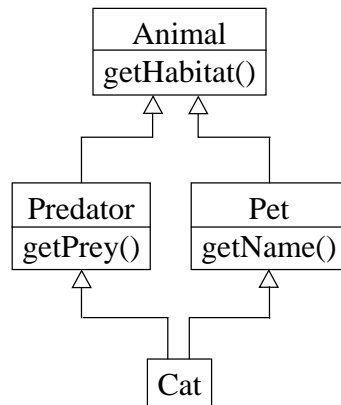 Animal
getHabitat()
Predator
getPrey()
Pet
getName()
Cat